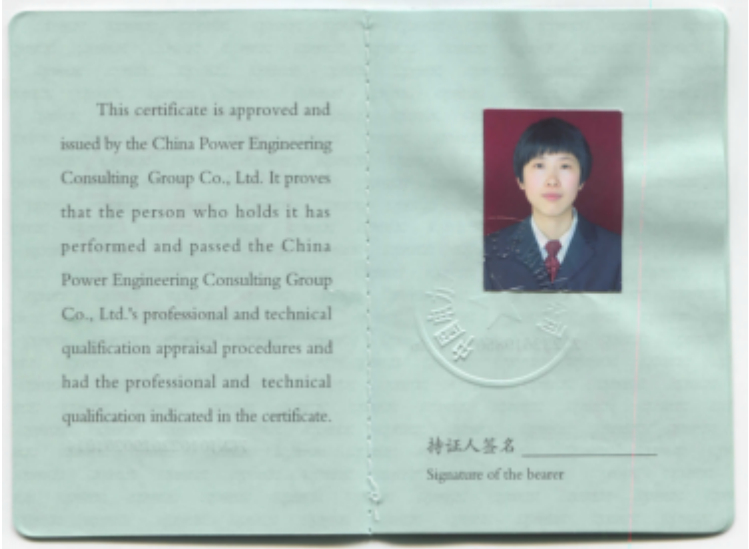 This certificate is approved and
issued by the China Power Engineering
Consulting Group Co., Ltd. It proves
that the person who holds it has
performed and passed the China
Power Engineering Consulting Group
Co., Ltd.'s professional and technical
qualification appraisal procedures and
had the professional and technical
qualification indicated in the certificate.
持证人签名
Signature of the bearer